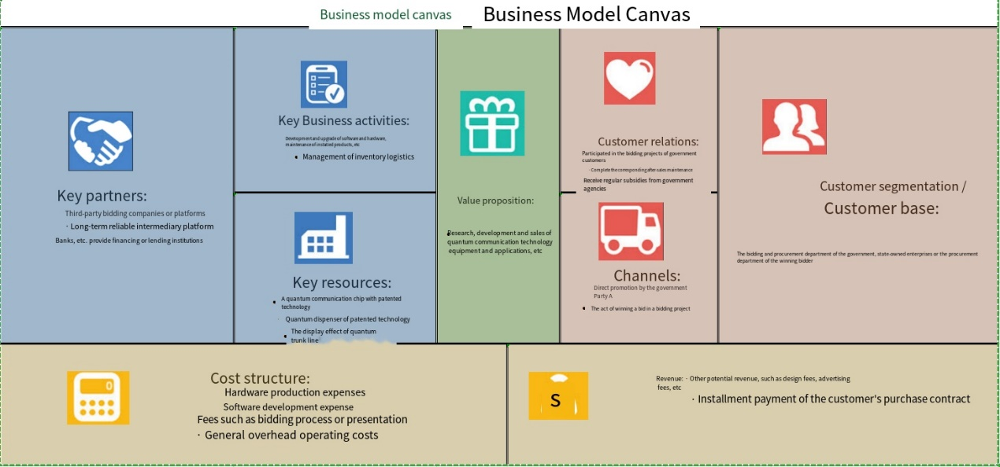 Business model canvas
Business Model Canvas
Key partners:
Third-party bidding companies or platforms
· Long-term reliable intermediary platform
Banks, etc. provide financing or lending institutions
Key Business activities:
Development and upgrade of software and hardware,
maintenance of installed products, etc
• Management of inventory logistics
Key resources:
• A quantum communication chip with patented
technology
· Quantum dispenser of patented technology
• The display effect of quantum
trunk line
Value proposition:
• Research, development and sales of
quantum communication technology
equipment and applications, etc
Customer relations:
Participated in the bidding projects of government
customers
· Complete the corresponding after-sales maintenance
Receive regular subsidies from government
agencies
Channels:
Direct promotion by the government
Party A
• The act of winning a bid in a bidding project
Customer segmentation /
Customer base:
The bidding and procurement department of the government, state-owned enterprises or the procurement
department of the winning bidder
Cost structure:
Hardware production expenses
Software development expense
Fees such as bidding process or presentation
· General overhead operating costs
S
Revenue: · Other potential revenue, such as design fees, advertising
fees, etc
· Installment payment of the customer's purchase contract